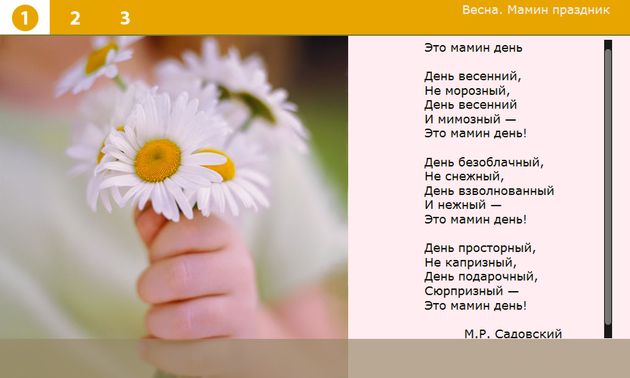 1 2 3
Весна. Мамин праздник
Это мамин день
День весенний,
Не морозный,
День весенний
И мимозный —
Это мамин день!
День безоблачный,
Не снежный,
День взволнованный
И нежный —
Это мамин день!
День просторный,
Не капризный,
День подарочный,
Сюрпризный —
Это мамин день!
М.Р. Садовский